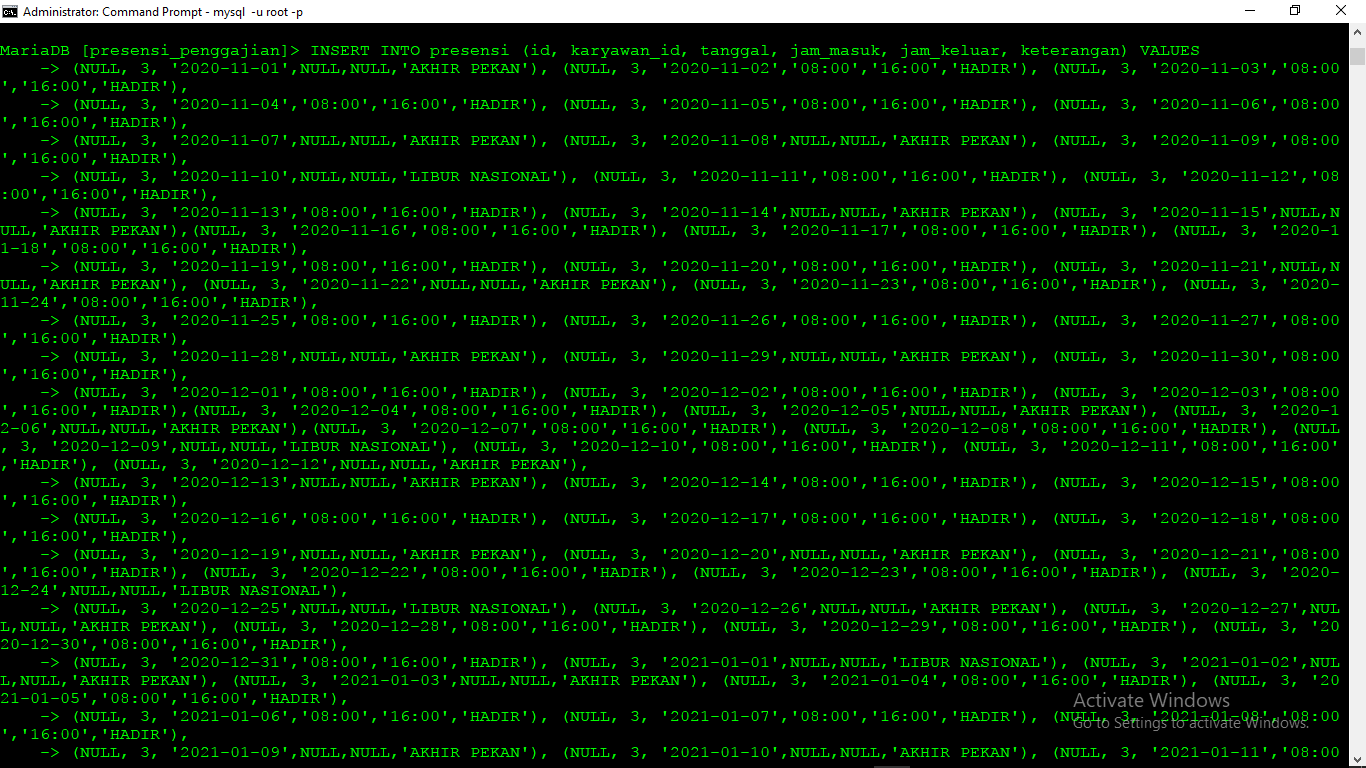 Administrator: Command Prompt - mysql  -u root -p
MariaDB [presensi_penggajian]> INSERT INTO presensi (id, karyawan_id, tanggal, jam_masuk, jam_keluar, keterangan) VALUES
    -> (NULL, 3, '2020-11-01',NULL,NULL,'AKHIR PEKAN'), (NULL, 3, '2020-11-02','08:00','16:00','HADIR'), (NULL, 3, '2020-11-03','08:00
','16:00','HADIR'),
    -> (NULL, 3, '2020-11-04','08:00','16:00','HADIR'), (NULL, 3, '2020-11-05','08:00','16:00','HADIR'), (NULL, 3, '2020-11-06','08:00
','16:00','HADIR'),
    -> (NULL, 3, '2020-11-07',NULL,NULL,'AKHIR PEKAN'), (NULL, 3, '2020-11-08',NULL,NULL,'AKHIR PEKAN'), (NULL, 3, '2020-11-09','08:00
','16:00','HADIR'),
    -> (NULL, 3, '2020-11-10',NULL,NULL,'LIBUR NASIONAL'), (NULL, 3, '2020-11-11','08:00','16:00','HADIR'), (NULL, 3, '2020-11-12','08
:00','16:00','HADIR'),
    -> (NULL, 3, '2020-11-13','08:00','16:00','HADIR'), (NULL, 3, '2020-11-14',NULL,NULL,'AKHIR PEKAN'), (NULL, 3, '2020-11-15',NULL,N
ULL,'AKHIR PEKAN'),(NULL, 3, '2020-11-16','08:00','16:00','HADIR'), (NULL, 3, '2020-11-17','08:00','16:00','HADIR'), (NULL, 3, '2020-1
1-18','08:00','16:00','HADIR'),
    -> (NULL, 3, '2020-11-19','08:00','16:00','HADIR'), (NULL, 3, '2020-11-20','08:00','16:00','HADIR'), (NULL, 3, '2020-11-21',NULL,N
ULL,'AKHIR PEKAN'), (NULL, 3, '2020-11-22',NULL,NULL,'AKHIR PEKAN'), (NULL, 3, '2020-11-23','08:00','16:00','HADIR'), (NULL, 3, '2020-
11-24','08:00','16:00','HADIR'),
    -> (NULL, 3, '2020-11-25','08:00','16:00','HADIR'), (NULL, 3, '2020-11-26','08:00','16:00','HADIR'), (NULL, 3, '2020-11-27','08:00
','16:00','HADIR'),
    -> (NULL, 3, '2020-11-28',NULL,NULL,'AKHIR PEKAN'), (NULL, 3, '2020-11-29',NULL,NULL,'AKHIR PEKAN'), (NULL, 3, '2020-11-30','08:00
','16:00','HADIR'),
    -> (NULL, 3, '2020-12-01','08:00','16:00','HADIR'), (NULL, 3, '2020-12-02','08:00','16:00','HADIR'), (NULL, 3, '2020-12-03','08:00
','16:00','HADIR'),(NULL, 3, '2020-12-04','08:00','16:00','HADIR'), (NULL, 3, '2020-12-05',NULL,NULL,'AKHIR PEKAN'), (NULL, 3, '2020-1
2-06',NULL,NULL,'AKHIR PEKAN'),(NULL, 3, '2020-12-07','08:00','16:00','HADIR'), (NULL, 3, '2020-12-08','08:00','16:00','HADIR'), (NULL
, 3, '2020-12-09',NULL,NULL,'LIBUR NASIONAL'), (NULL, 3, '2020-12-10','08:00','16:00','HADIR'), (NULL, 3, '2020-12-11','08:00','16:00'
,'HADIR'), (NULL, 3, '2020-12-12',NULL,NULL,'AKHIR PEKAN'),
    -> (NULL, 3, '2020-12-13',NULL,NULL,'AKHIR PEKAN'), (NULL, 3, '2020-12-14','08:00','16:00','HADIR'), (NULL, 3, '2020-12-15','08:00
','16:00','HADIR'),
    -> (NULL, 3, '2020-12-16','08:00','16:00','HADIR'), (NULL, 3, '2020-12-17','08:00','16:00','HADIR'), (NULL, 3, '2020-12-18','08:00
','16:00','HADIR'),
    -> (NULL, 3, '2020-12-19',NULL,NULL,'AKHIR PEKAN'), (NULL, 3, '2020-12-20',NULL,NULL,'AKHIR PEKAN'), (NULL, 3, '2020-12-21','08:00
','16:00','HADIR'), (NULL, 3, '2020-12-22','08:00','16:00','HADIR'), (NULL, 3, '2020-12-23','08:00','16:00','HADIR'), (NULL, 3, '2020-
12-24',NULL,NULL,'LIBUR NASIONAL'),
    -> (NULL, 3, '2020-12-25',NULL,NULL,'LIBUR NASIONAL'), (NULL, 3, '2020-12-26',NULL,NULL,'AKHIR PEKAN'), (NULL, 3, '2020-12-27',NUL
L,NULL,'AKHIR PEKAN'), (NULL, 3, '2020-12-28','08:00','16:00','HADIR'), (NULL, 3, '2020-12-29','08:00','16:00','HADIR'), (NULL, 3, '20
20-12-30','08:00','16:00','HADIR'),
    -> (NULL, 3, '2020-12-31','08:00','16:00','HADIR'), (NULL, 3, '2021-01-01',NULL,NULL,'LIBUR NASIONAL'), (NULL, 3, '2021-01-02',NUL
L,NULL,'AKHIR PEKAN'), (NULL, 3, '2021-01-03',NULL,NULL,'AKHIR PEKAN'), (NULL, 3, '2021-01-04','08:00','16:00','HADIR'), (NULL, 3, '20
21-01-05','08:00','16:00','HADIR'),
    -> (NULL, 3, '2021-01-06','08:00','16:00','HADIR'), (NULL, 3, '2021-01-07','08:00','16:00','HADIR'), (NULL, 3, '2021-01-08','08:00
','16:00','HADIR'),
    -> (NULL, 3, '2021-01-09',NULL,NULL,'AKHIR PEKAN'), (NULL, 3, '2021-01-10',NULL,NULL,'AKHIR PEKAN'), (NULL, 3, '2021-01-11','08:00
Activate Windows
Go to Settings to activate Windows.